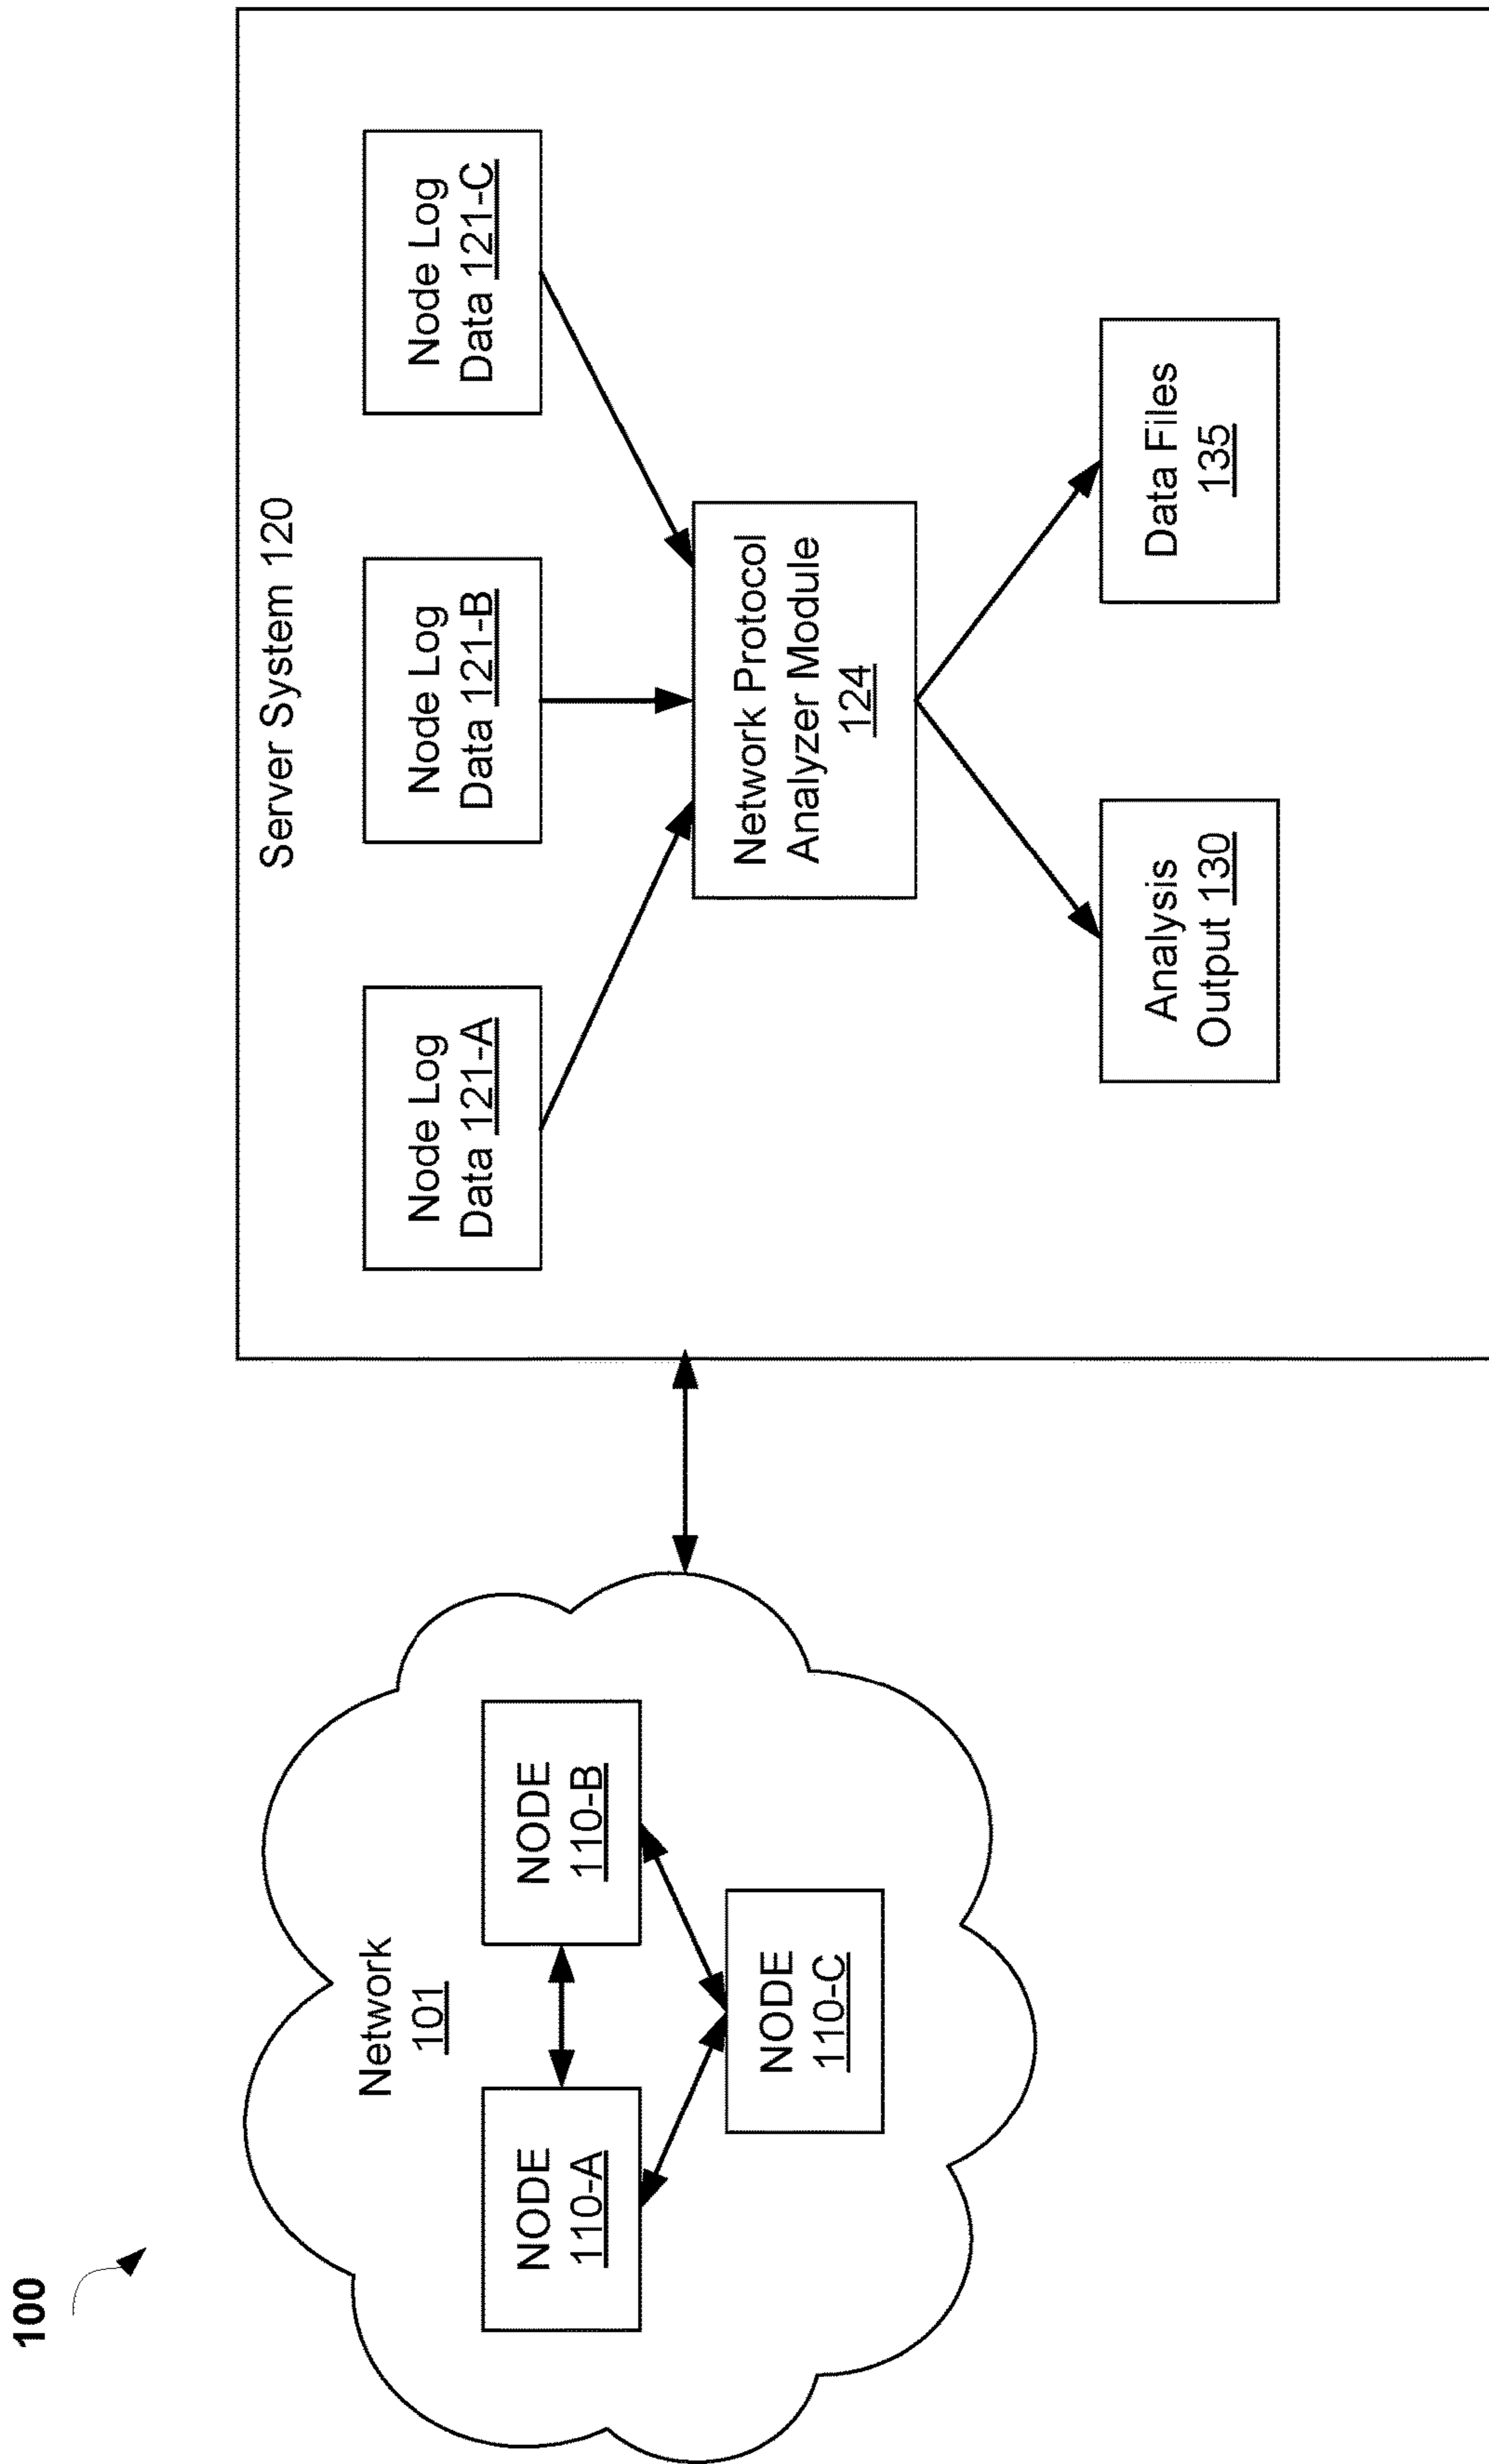 100
Network
101
NODE
110-A
NODE
110-B
NODE
110-C
Server System 120
Node Log
Data 121-A
Node Log
Data 121-B
Node Log
Data 121-C
Network Protocol
Analyzer Module
124
Analysis
Output 130
Data Files
135